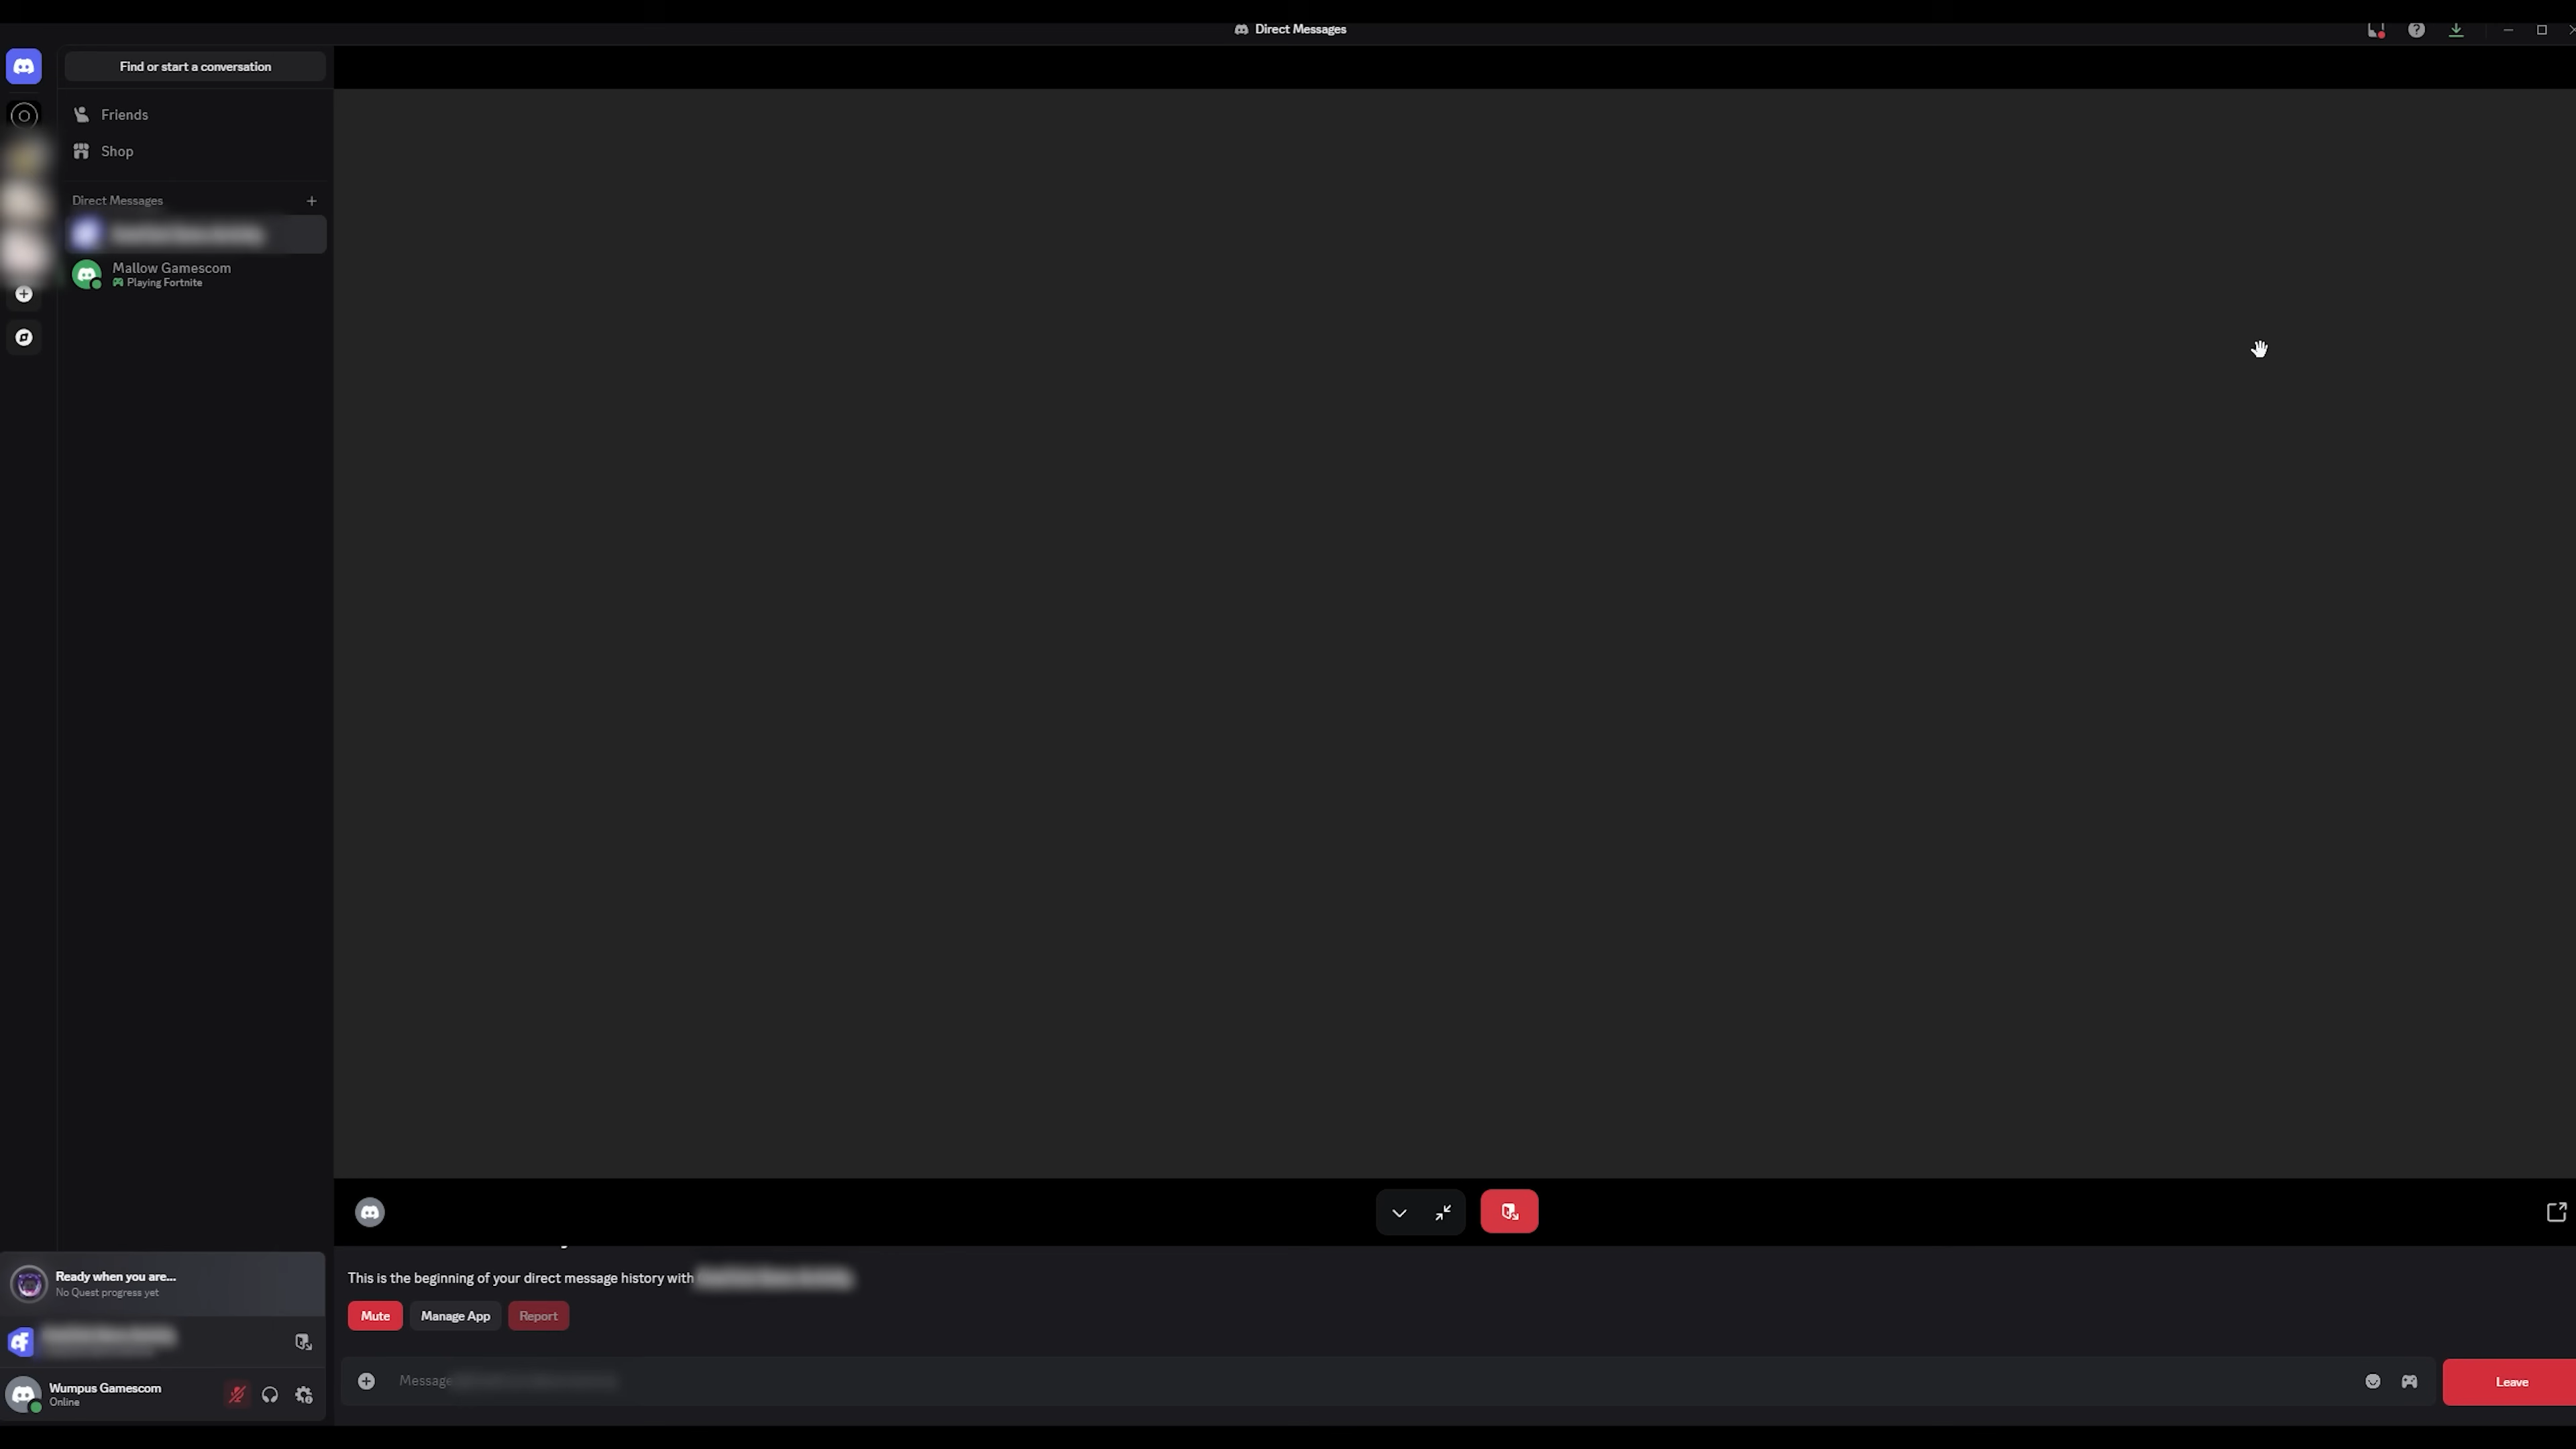 Direct Messages
Find or start a conversation
Friends
Shop
Direct Messages
Mallow Gamescom
Playing Fortnite
This is the beginning of your direct message history with
Mute
Manage App
Report
Ready when you are...
No Quest progress yet
Wumpus Gamescom
Online
Message
Leave